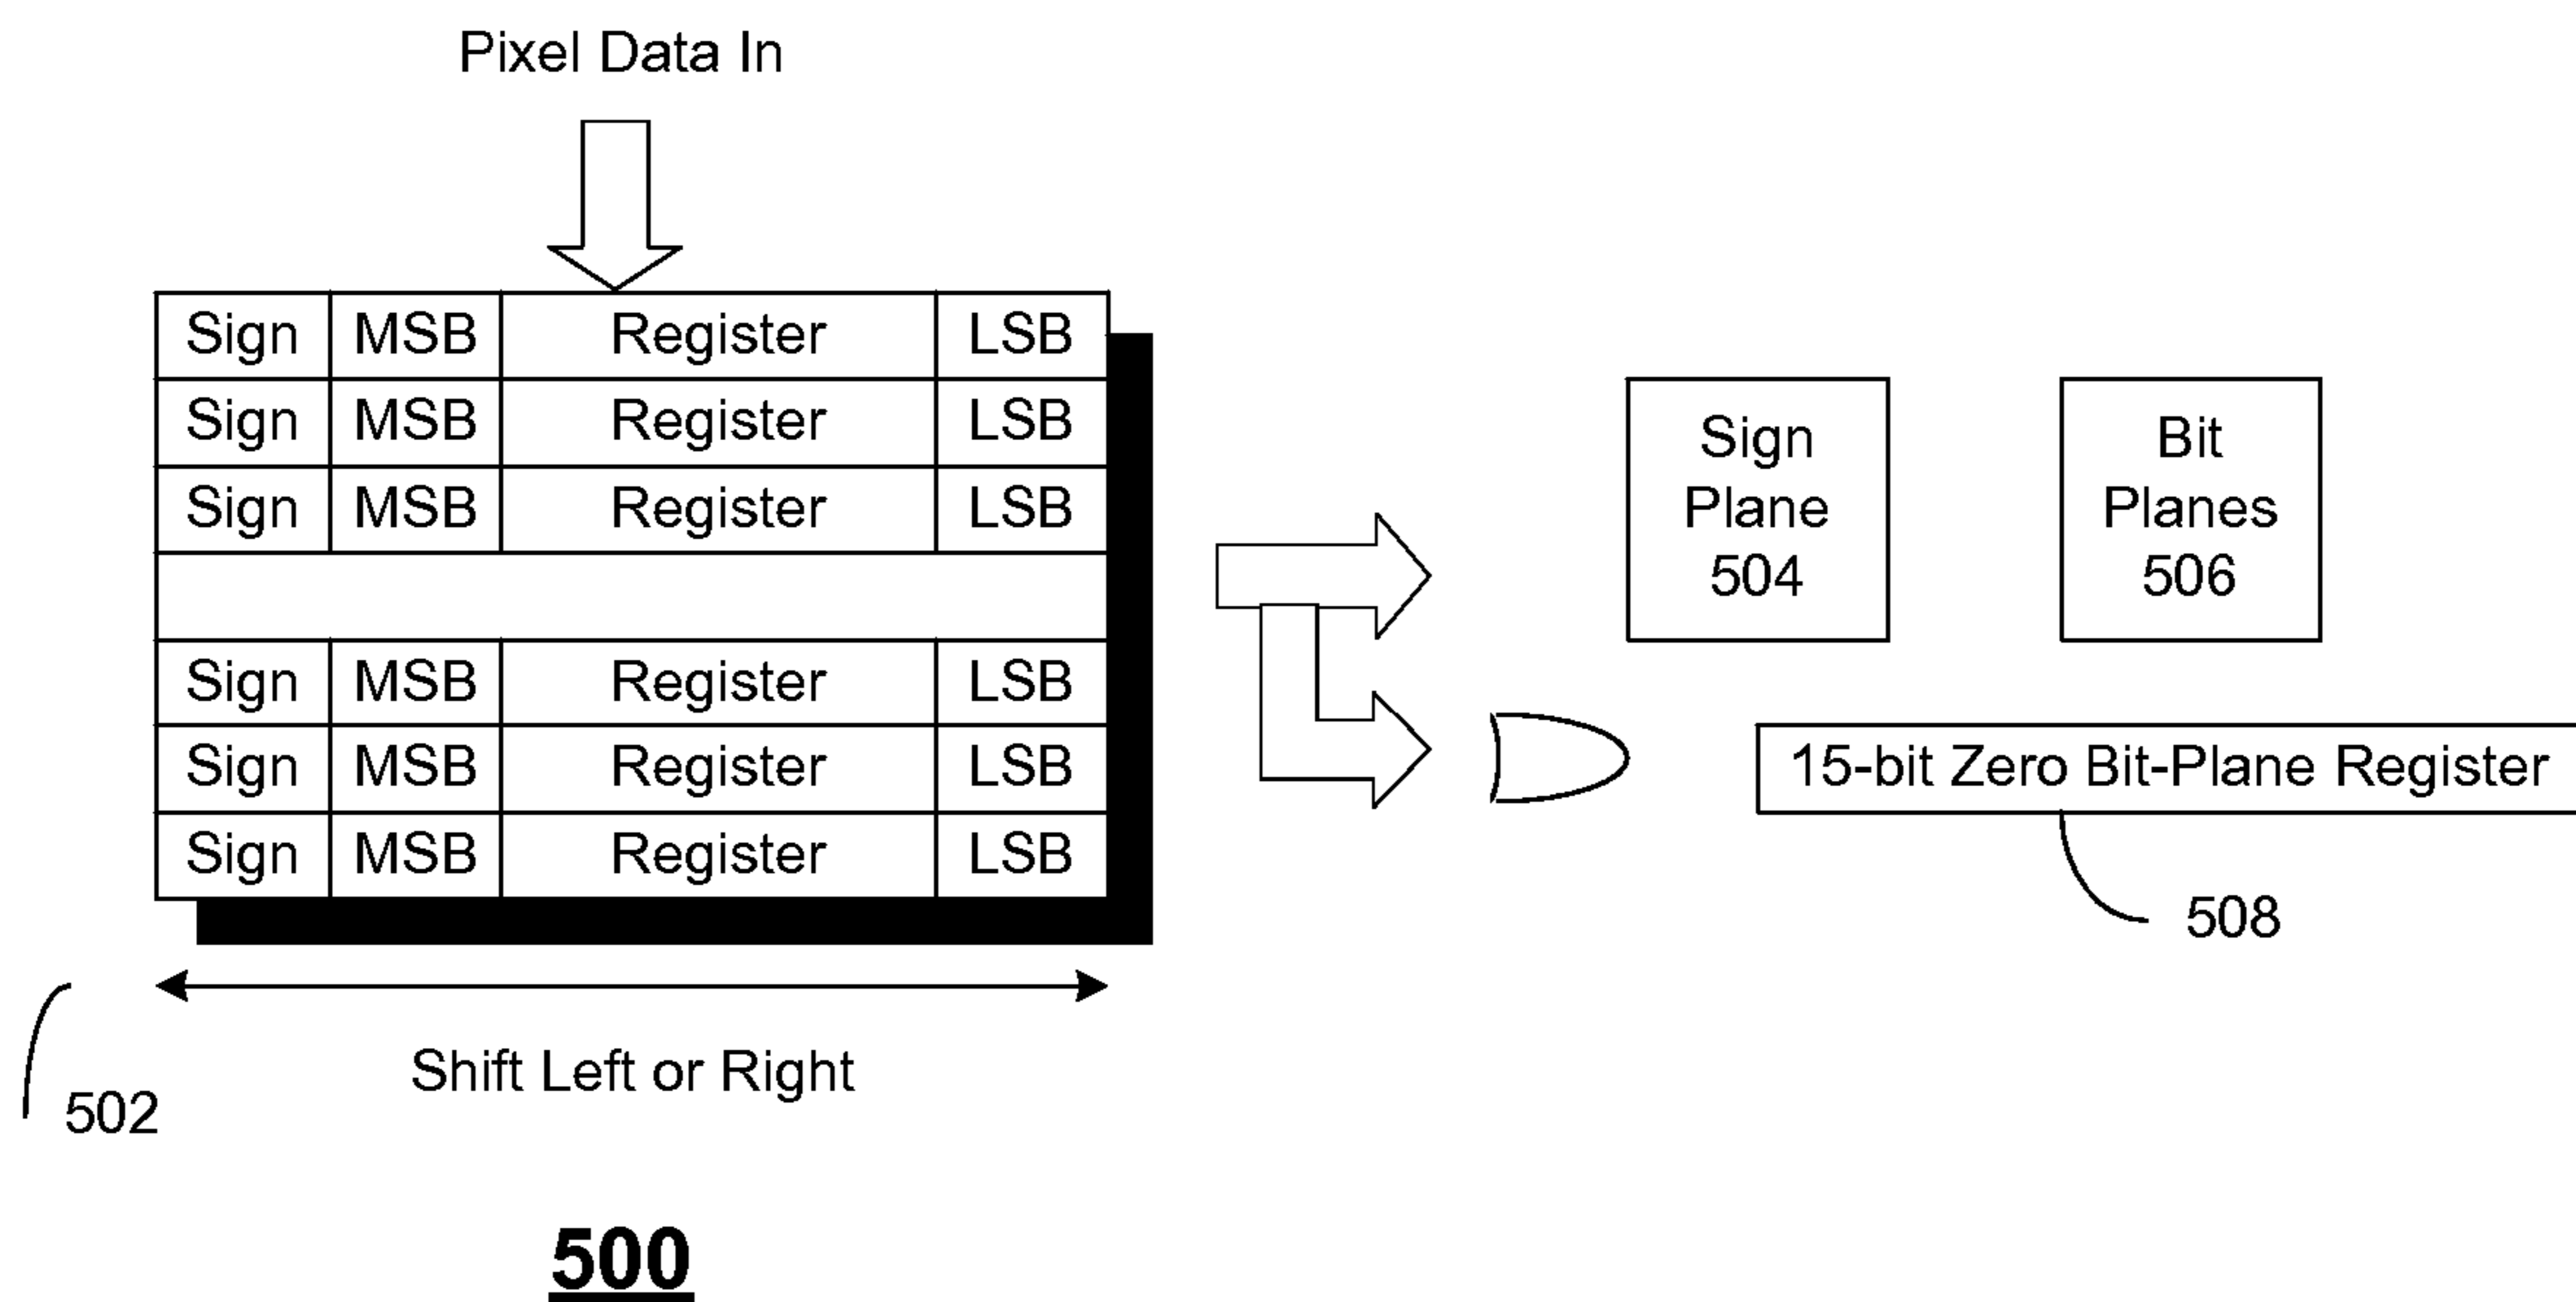 Pixel Data In
Sign MSB Register LSB
Sign MSB Register LSB
Sign MSB Register LSB
Sign MSB Register LSB
Sign MSB Register LSB
Sign MSB Register LSB
Shift Left or Right
502
Sign
Plane
504
Bit
Planes
506
15-bit Zero Bit-Plane Register
508
500